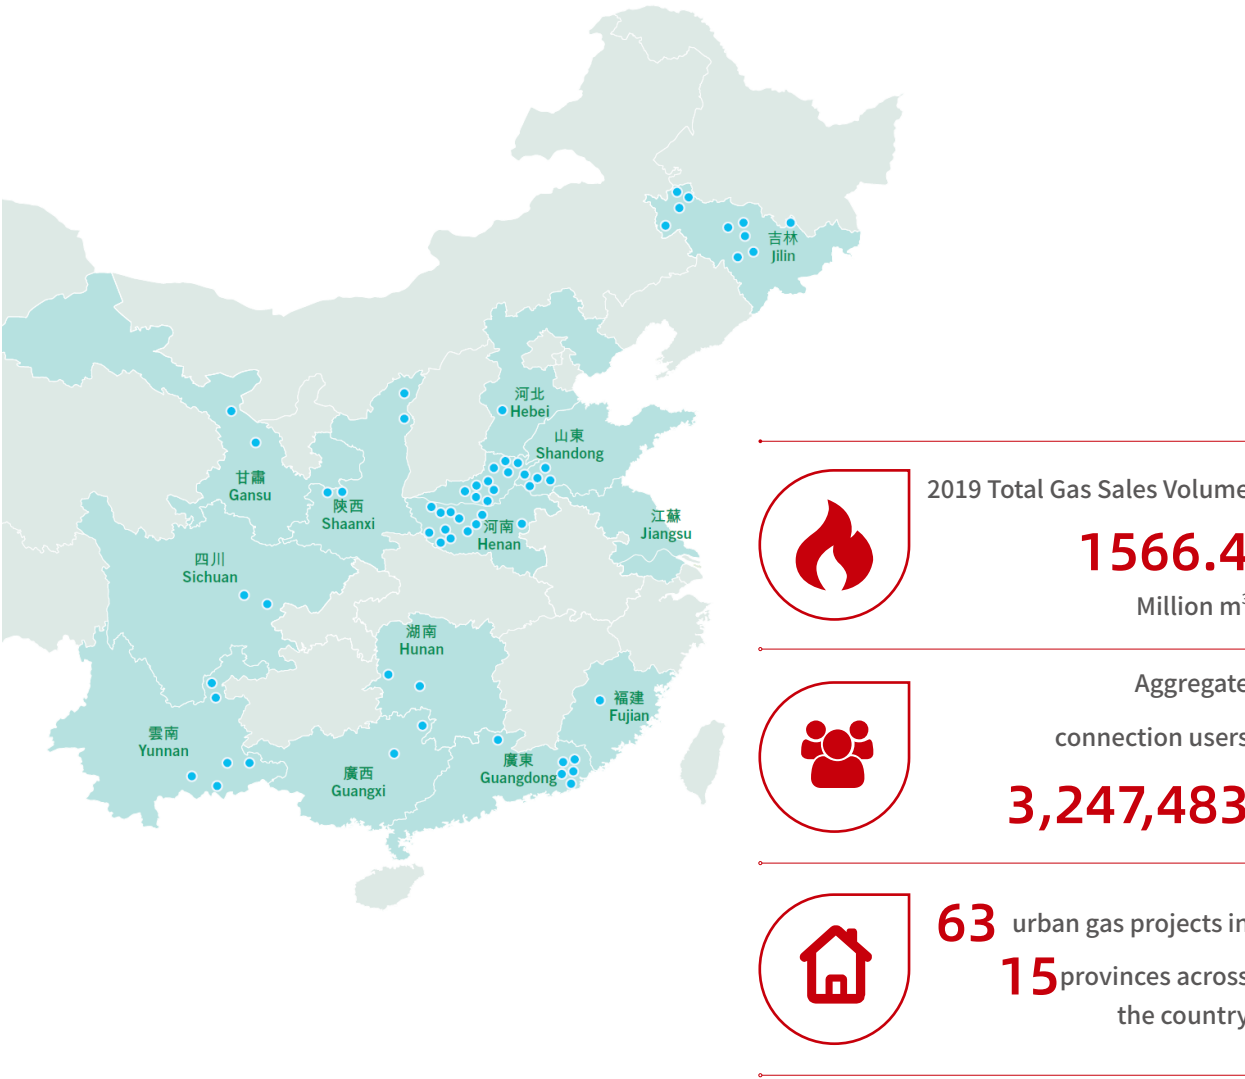 吉林
Jilin
河北
Hebei
山東
Shandong
甘肅
Gansu
陝西
Shaanxi
河南
Henan
江蘇
Jiangsu
四川
Sichuan
湖南
Hunan
福建
Fujian
雲南
Yunnan
廣西
Guangxi
廣東
Guangdong
2019 Total Gas Sales Volume
1566.4
Million m³
Aggregate
connection users
3,247,483
63 urban gas projects in
15 provinces across
the country